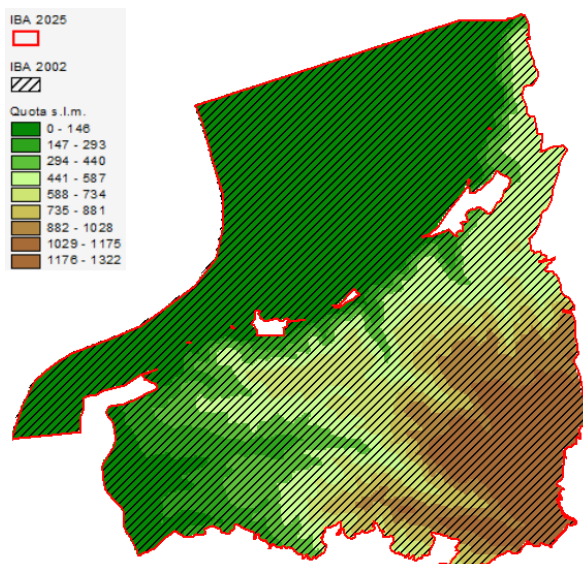 IBA 2025
IBA 2002
Quota s.l.m.
0 - 146
147 - 293
294 - 440
441 - 587
588 - 734
735 - 881
882 - 1028
1029 - 1175
1176 - 1322